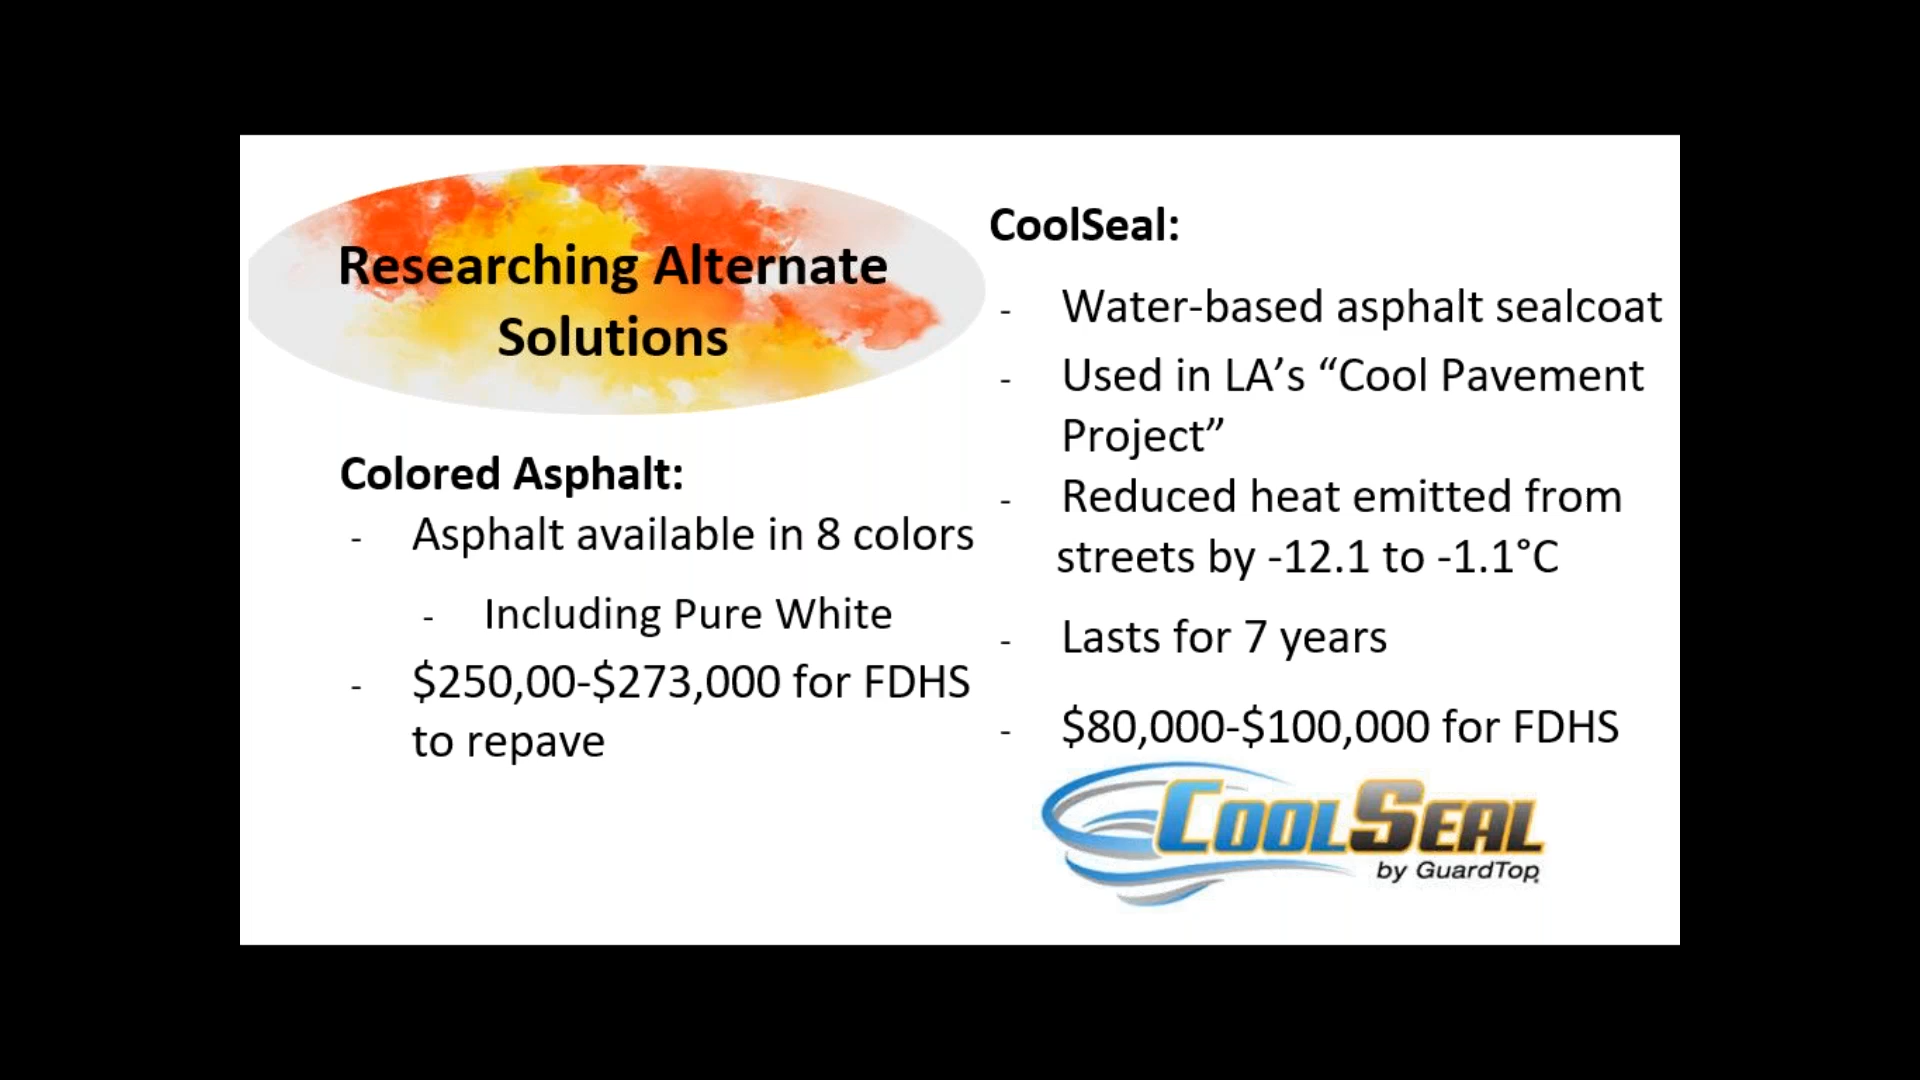 Researching Alternate
Solutions
Colored Asphalt:
- Asphalt available in 8 colors
- Including Pure White
- $250,00-$273,000 for FDHS
to repave
CoolSeal:
- Water-based asphalt sealcoat
- Used in LA’s “Cool Pavement
Project”
- Reduced heat emitted from
streets by -12.1 to -1.1°C
- Lasts for 7 years
- $80,000-$100,000 for FDHS
COOLSEAL
by GuardTop